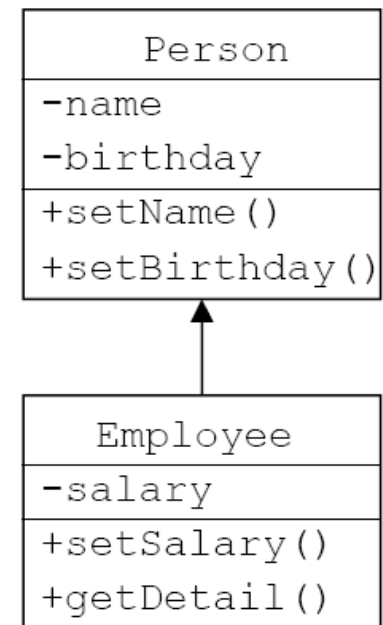 Person
-name
-birthday
+setName()
+setBirthday()
Employee
-salary
+setSalary()
+getDetail()